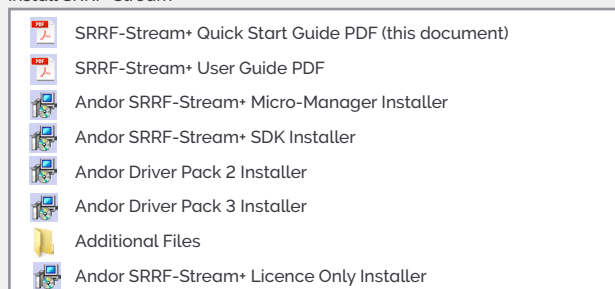 SRRF-Stream+ Quick Start Guide PDF (this document)
SRRF-Stream+ User Guide PDF
Andor SRRF-Stream+ Micro-Manager Installer
Andor SRRF-Stream+ SDK Installer
Andor Driver Pack 2 Installer
Andor Driver Pack 3 Installer
Additional Files
Andor SRRF-Stream+ Licence Only Installer